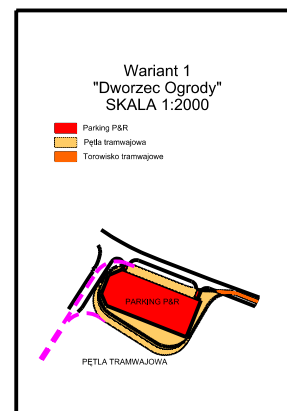 Wariant 1
"Dworzec Ogrody"
SKALA 1:2000
Parking P&R
Pętla tramwajowa
Torowisko tramwajowe
PARKING P&R
PĘTLA TRAMWAJOWA